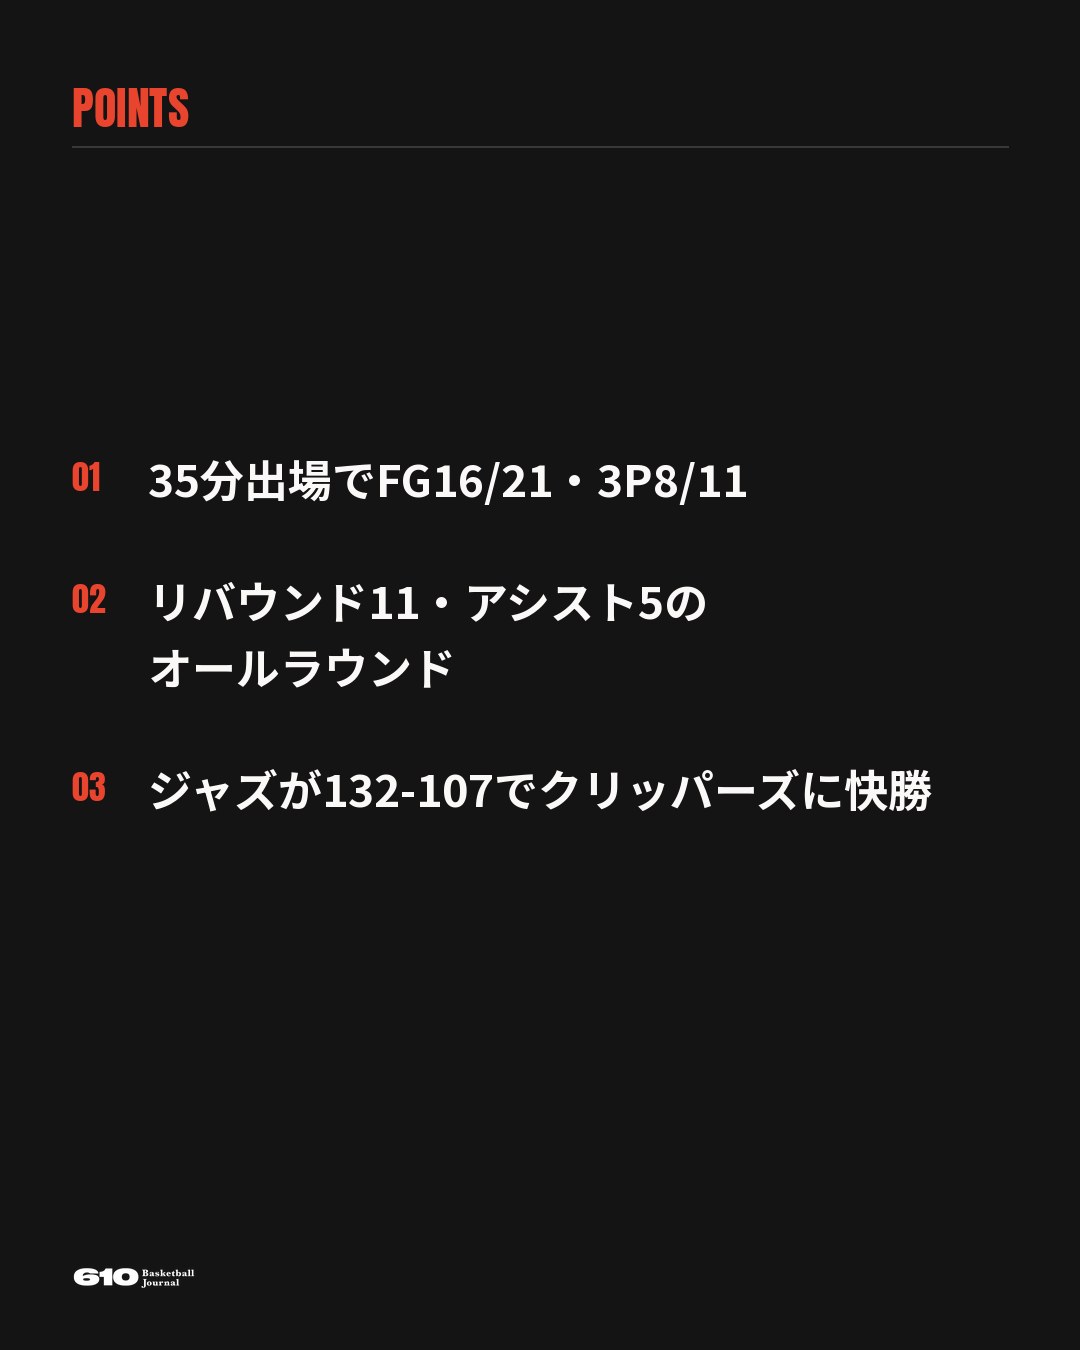 POINTS
01 35分出場でFG16/21・3P8/11
02 リバウンド11・アシスト5の
オールラウンド
03 ジャズが132-107でクリッパーズに快勝
610 Basketball
Journal